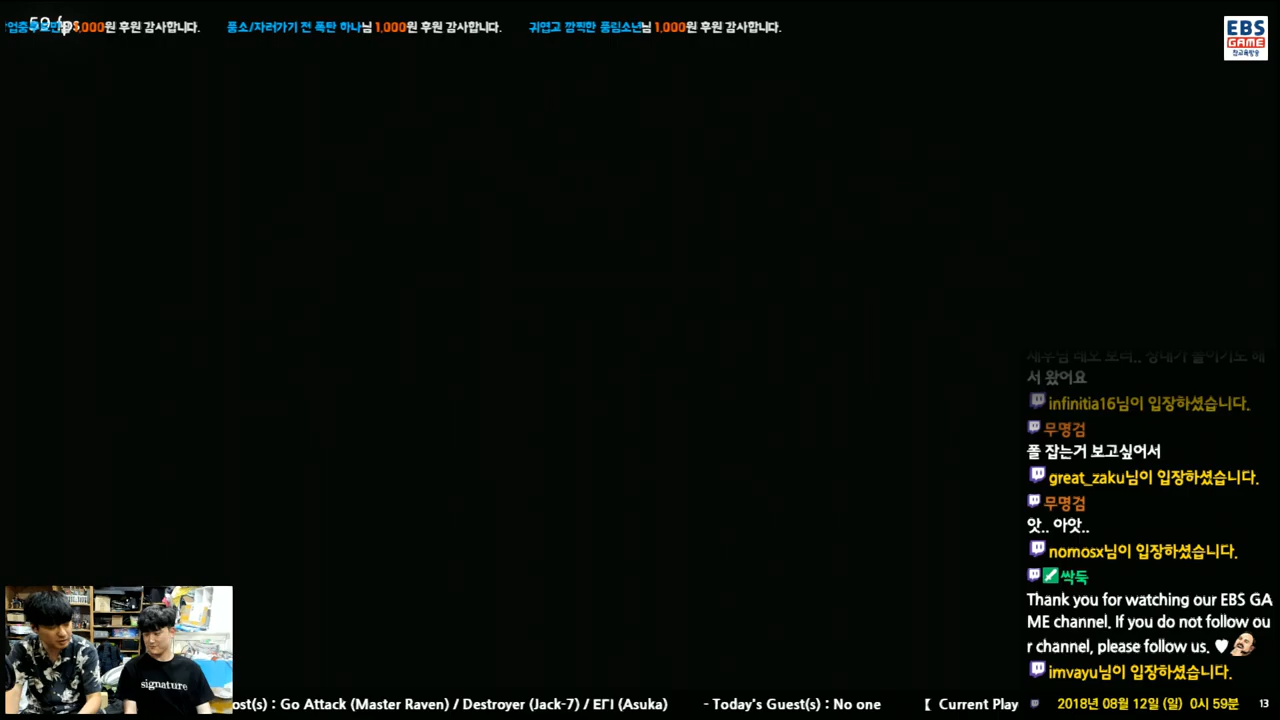 59 fps
1,000원 후원 감사합니다.
풍소/자러가기 전 폭탄 하나님 1,000원 후원 감사합니다.
귀엽고 깜찍한 풍림소년님 1,000원 후원 감사합니다.
EBS
GAME
서 왔어요
infinitia16님이 입장하셨습니다.
무명검
폴 잡는거 보고싶어서
great_zaku님이 입장하셨습니다.
무명검
앗.. 아앗..
nomosx님이 입장하셨습니다.
싹둑
Thank you for watching our EBS GA
ME channel. If you do not follow ou
r channel, please follow us. ♥
imvayu님이 입장하셨습니다.
signature
ost(s) : Go Attack (Master Raven) / Destroyer (Jack-7) / EГI (Asuka) - Today's Guest(s) : No one 【 Current Play
2018년 08월 12일 (일) 0시 59분 13